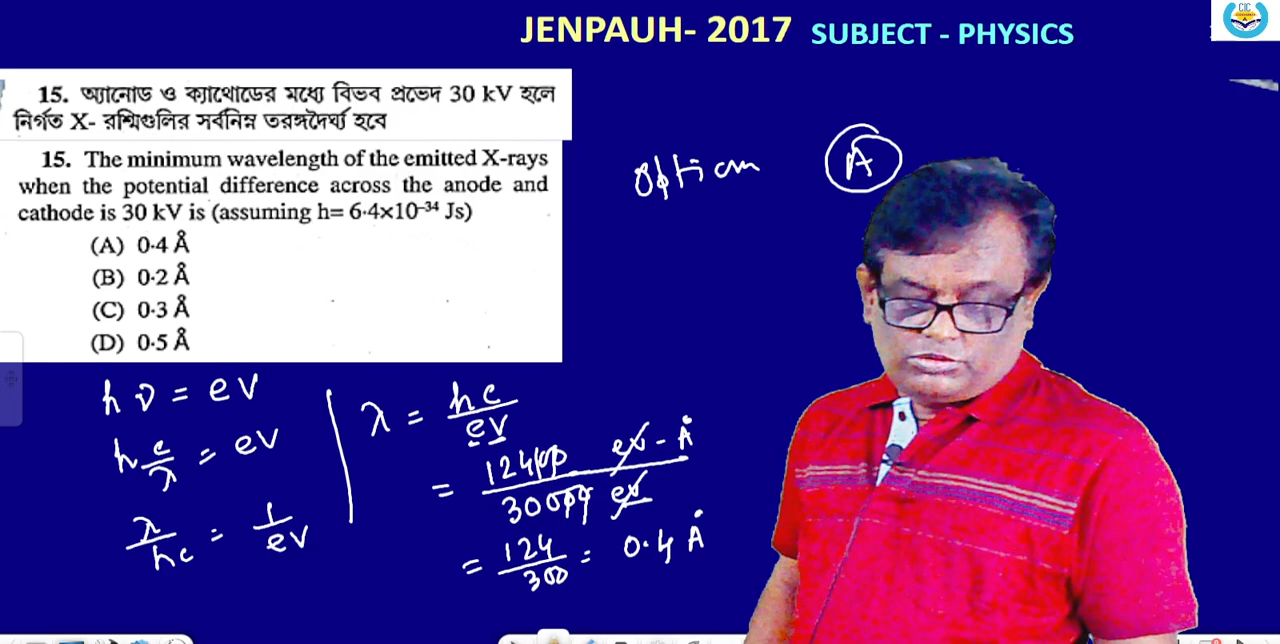 JENPAUH- 2017 SUBJECT - PHYSICS
CIC
15. অ্যানোড ও ক্যাথোডের মধ্যে বিভব প্রভেদ 30 kV হলে
নির্গত X- রশ্মিগুলির সর্বনিম্ন তরঙ্গদৈর্ঘ্য হবে
15. The minimum wavelength of the emitted X-rays
when the potential difference across the anode and
cathode is 30 kV is (assuming h= 6·4×10⁻³⁴ Js)
(A) 0·4 Å
(B) 0·2 Å
(C) 0·3 Å
(D) 0·5 Å
Option A
hν = eV
h c/λ = eV
λ/hc = 1/eV
λ = hc/eV
= 12400 eV-Å / 30000 eV
= 124/300 = 0.4 Å